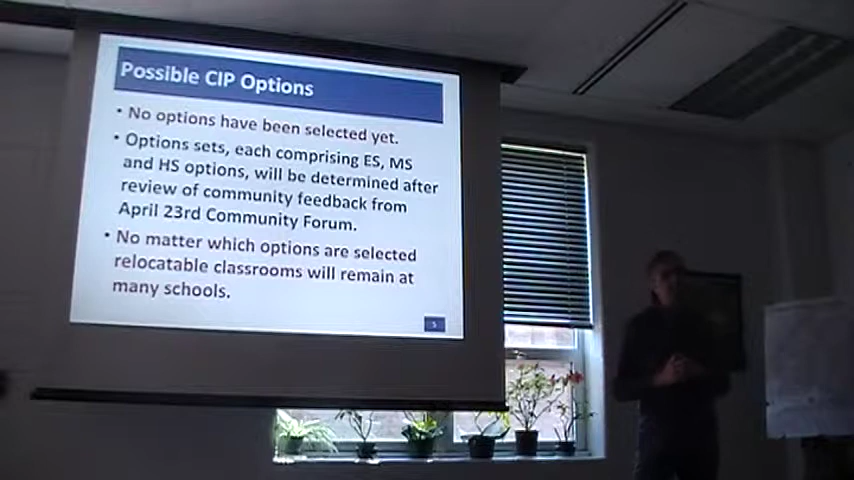 Possible CIP Options
• No options have been selected yet.
• Options sets, each comprising ES, MS
and HS options, will be determined after
review of community feedback from
April 23rd Community Forum.
• No matter which options are selected
relocatable classrooms will remain at
many schools.
5